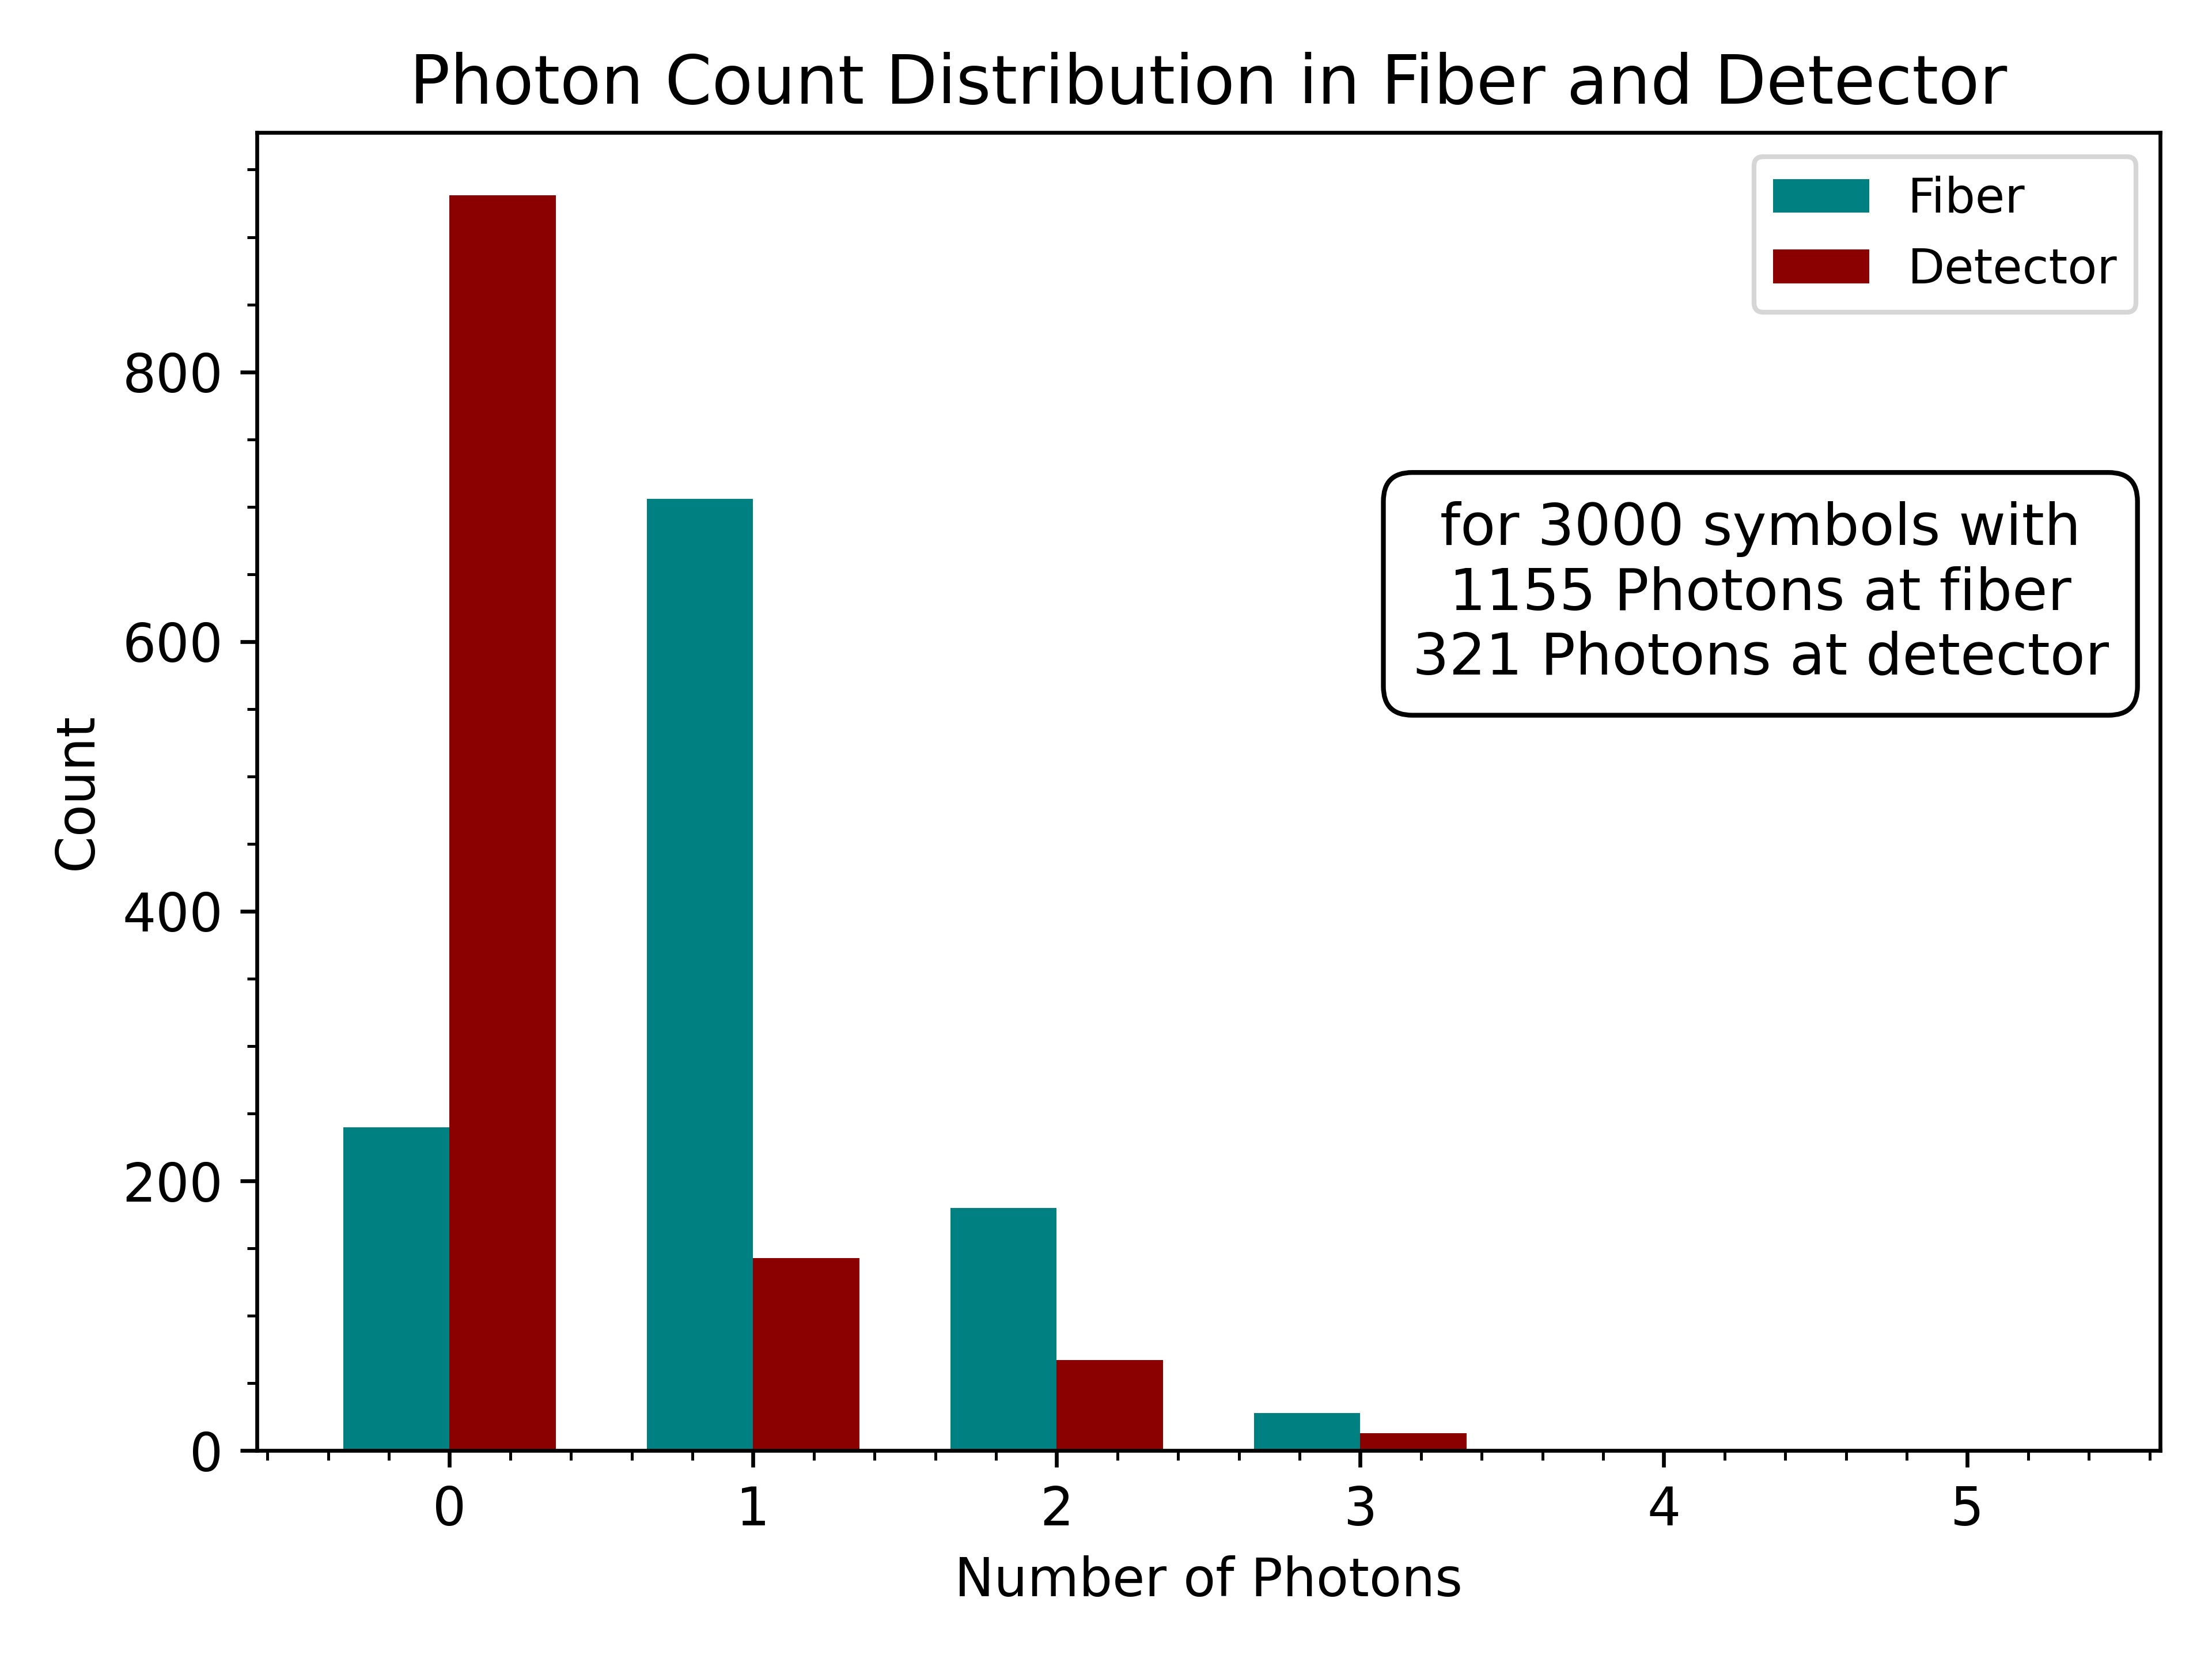 Photon Count Distribution in Fiber and Detector
Fiber
Detector
for 3000 symbols with
1155 Photons at fiber
321 Photons at detector
Count
800
600
400
200
0
0 1 2 3 4 5
Number of Photons